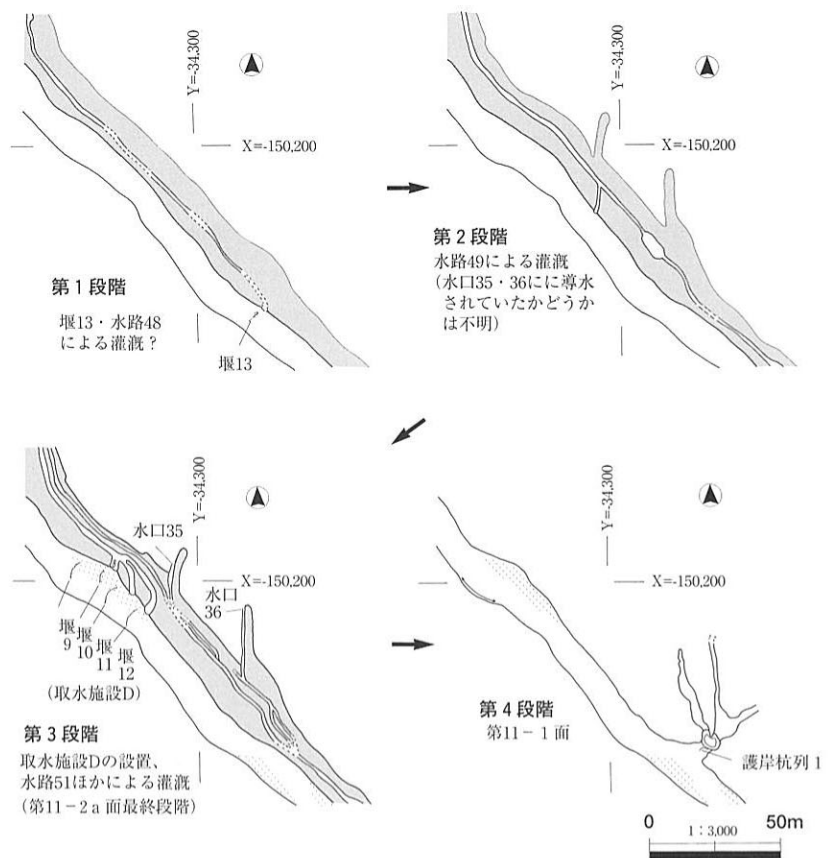 Y=-34,300
X=-150,200
第1段階
堰13・水路48
による灌漑？
堰13
Y=-34,300
X=-150,200
第2段階
水路49による灌漑
(水口35・36にに導水
されていたかどうか
は不明)
Y=-34,300
水口35
X=-150,200
水口
36
堰
9
堰
10
堰
11
堰
12
(取水施設D)
第3段階
取水施設Dの設置、
水路51ほかによる灌漑
(第11-2a面最終段階)
Y=-34,300
X=-150,200
第4段階
第11-1面
護岸杭列1
0 50m
1：3,000